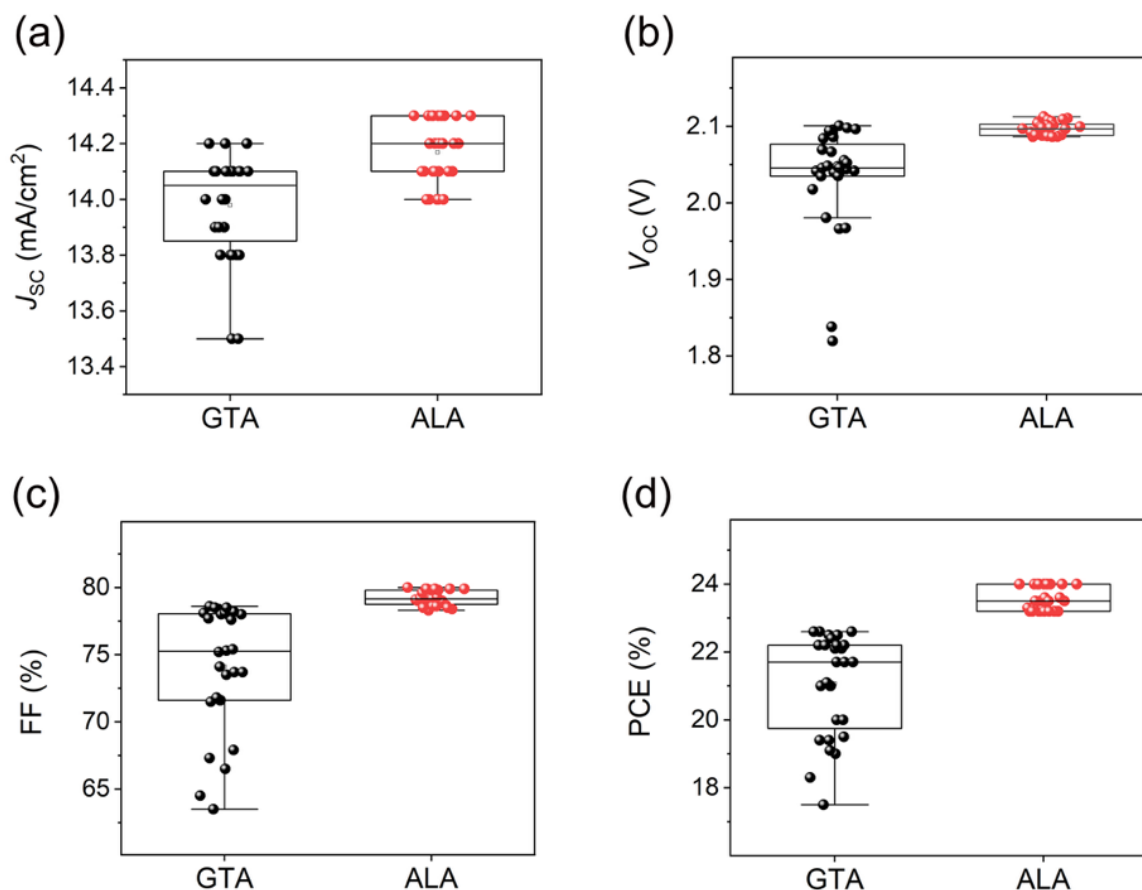 (a)
J_SC (mA/cm²)
14.4
14.2
14.0
13.8
13.6
13.4
GTA
ALA
(b)
V_OC (V)
2.1
2.0
1.9
1.8
GTA
ALA
(c)
FF (%)
80
75
70
65
GTA
ALA
(d)
PCE (%)
24
22
20
18
GTA
ALA